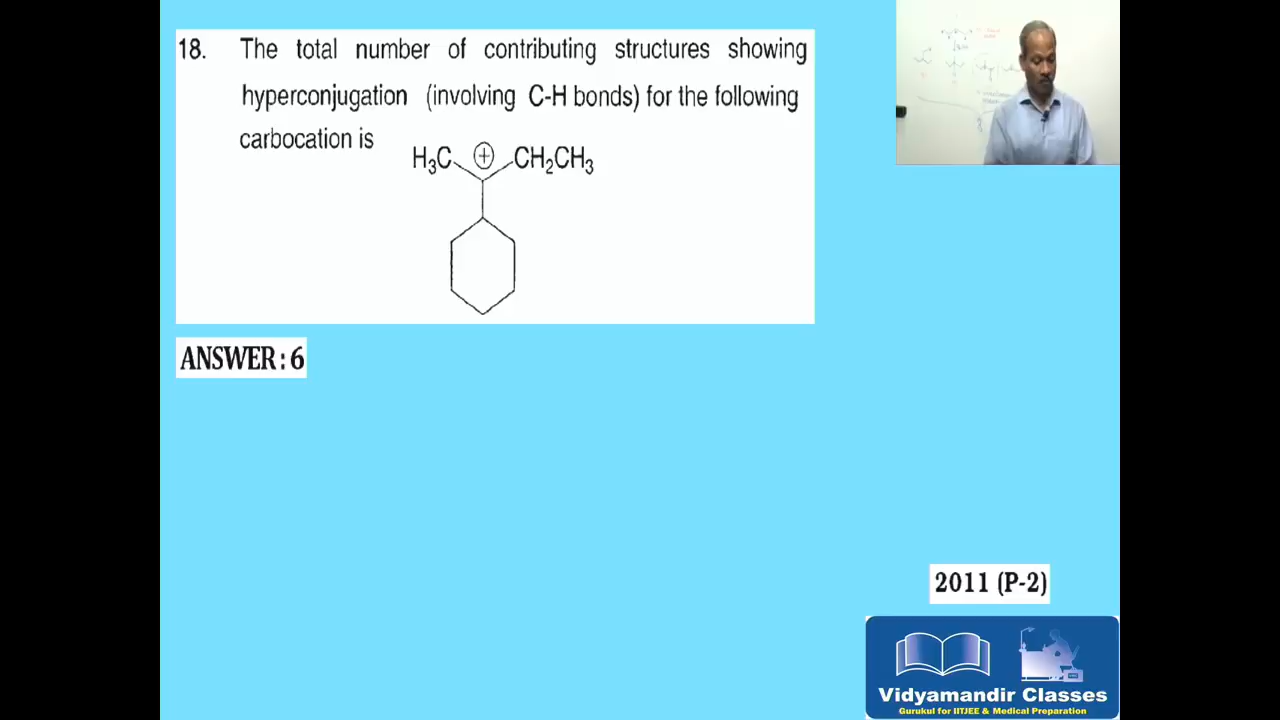 18. The total number of contributing structures showing
hyperconjugation (involving C-H bonds) for the following
carbocation is
H₃C ⊕ CH₂CH₃
ANSWER : 6
2011 (P-2)
Vidyamandir Classes
Gurukul for IITJEE & Medical Preparation